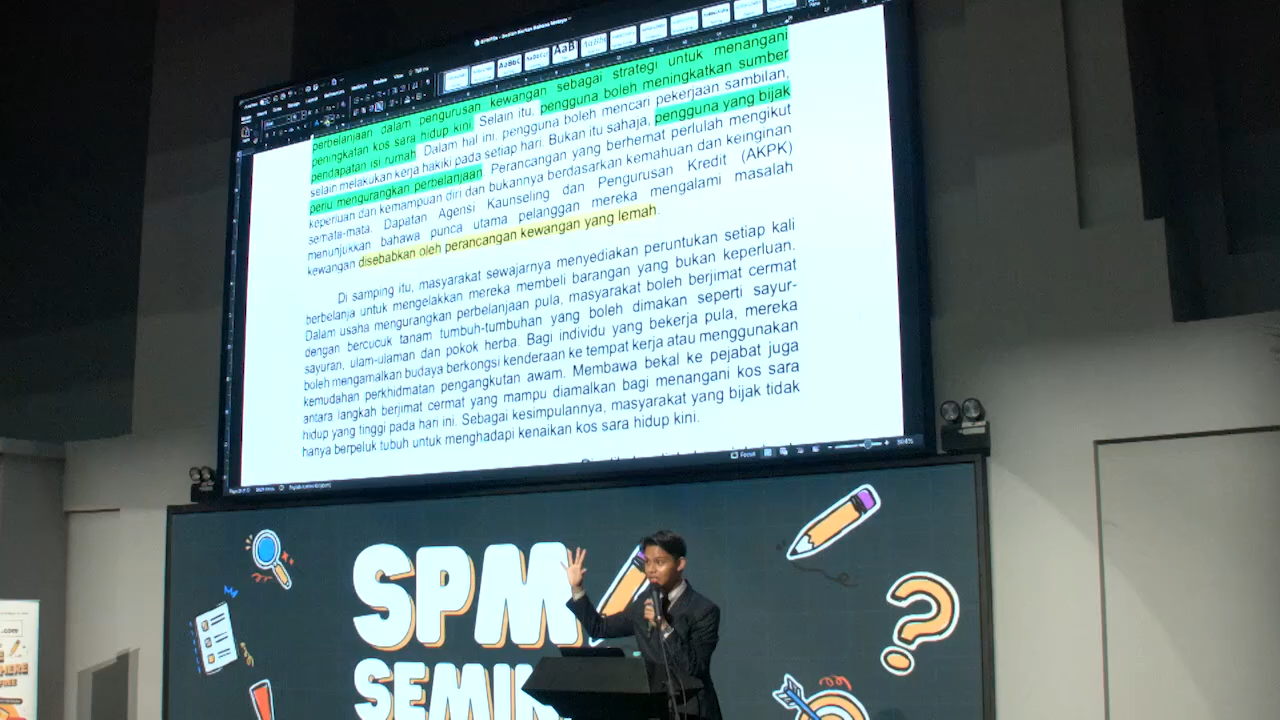 perbelanjaan dalam pengurusan kewangan sebagai strategi untuk menangani
peningkatan kos sara hidup kini. Selain itu, pengguna boleh meningkatkan sumber
pendapatan isi rumah. Dalam hal ini, pengguna boleh mencari pekerjaan sambilan,
selain melakukan kerja hakiki pada setiap hari. Bukan itu sahaja, pengguna yang bijak
perlu mengurangkan perbelanjaan. Perancangan yang berhemat perlulah mengikut
keperluan dan kemampuan diri dan bukannya berdasarkan kemahuan dan keinginan
semata-mata. Dapatan Agensi Kaunseling dan Pengurusan Kredit (AKPK)
menunjukkan bahawa punca utama pelanggan mereka mengalami masalah
kewangan disebabkan oleh perancangan kewangan yang lemah.
Di samping itu, masyarakat sewajarnya menyediakan peruntukan setiap kali
berbelanja untuk mengelakkan mereka membeli barangan yang bukan keperluan.
Dalam usaha mengurangkan perbelanjaan pula, masyarakat boleh berjimat cermat
dengan bercucuk tanam tumbuh-tumbuhan yang boleh dimakan seperti sayur-
sayuran, ulam-ulaman dan pokok herba. Bagi individu yang bekerja pula, mereka
boleh mengamalkan budaya berkongsi kenderaan ke tempat kerja atau menggunakan
kemudahan perkhidmatan pengangkutan awam. Membawa bekal ke pejabat juga
antara langkah berjimat cermat yang mampu diamalkan bagi menangani kos sara
hidup yang tinggi pada hari ini. Sebagai kesimpulannya, masyarakat yang bijak tidak
hanya berpeluk tubuh untuk menghadapi kenaikan kos sara hidup kini.
Focus
SPM
.com